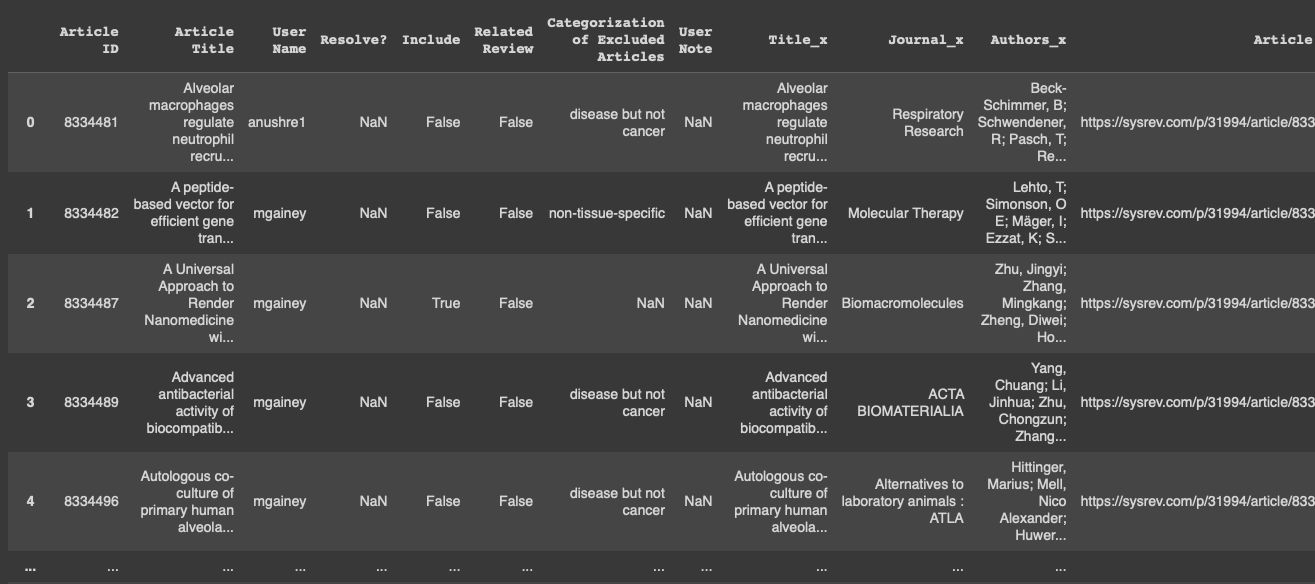 Article ID Article Title User Name Resolve? Include Related Review Categorization of Excluded Articles User Note Title_x Journal_x Authors_x Article
0 8334481 Alveolar macrophages regulate neutrophil recru... anushre1 NaN False False disease but not cancer NaN Alveolar macrophages regulate neutrophil recru... Respiratory Research Beck-Schimmer, B; Schwendener, R; Pasch, T; Re... https://sysrev.com/p/31994/article/833
1 8334482 A peptide-based vector for efficient gene tran... mgainey NaN False False non-tissue-specific NaN A peptide-based vector for efficient gene tran... Molecular Therapy Lehto, T; Simonson, O E; Mäger, I; Ezzat, K; S... https://sysrev.com/p/31994/article/833
2 8334487 A Universal Approach to Render Nanomedicine wi... mgainey NaN True False NaN NaN A Universal Approach to Render Nanomedicine wi... Biomacromolecules Zhu, Jingyi; Zhang, Mingkang; Zheng, Diwei; Ho... https://sysrev.com/p/31994/article/833
3 8334489 Advanced antibacterial activity of biocompatib... mgainey NaN False False disease but not cancer NaN Advanced antibacterial activity of biocompatib... ACTA BIOMATERIALIA Yang, Chuang; Li, Jinhua; Zhu, Chongzun; Zhang... https://sysrev.com/p/31994/article/833
4 8334496 Autologous co-culture of primary human alveola... mgainey NaN False False disease but not cancer NaN Autologous co-culture of primary human alveola... Alternatives to laboratory animals : ATLA Hittinger, Marius; Mell, Nico Alexander; Huwer... https://sysrev.com/p/31994/article/833
... ... ... ... ... ... ... ... ... ... ... ...